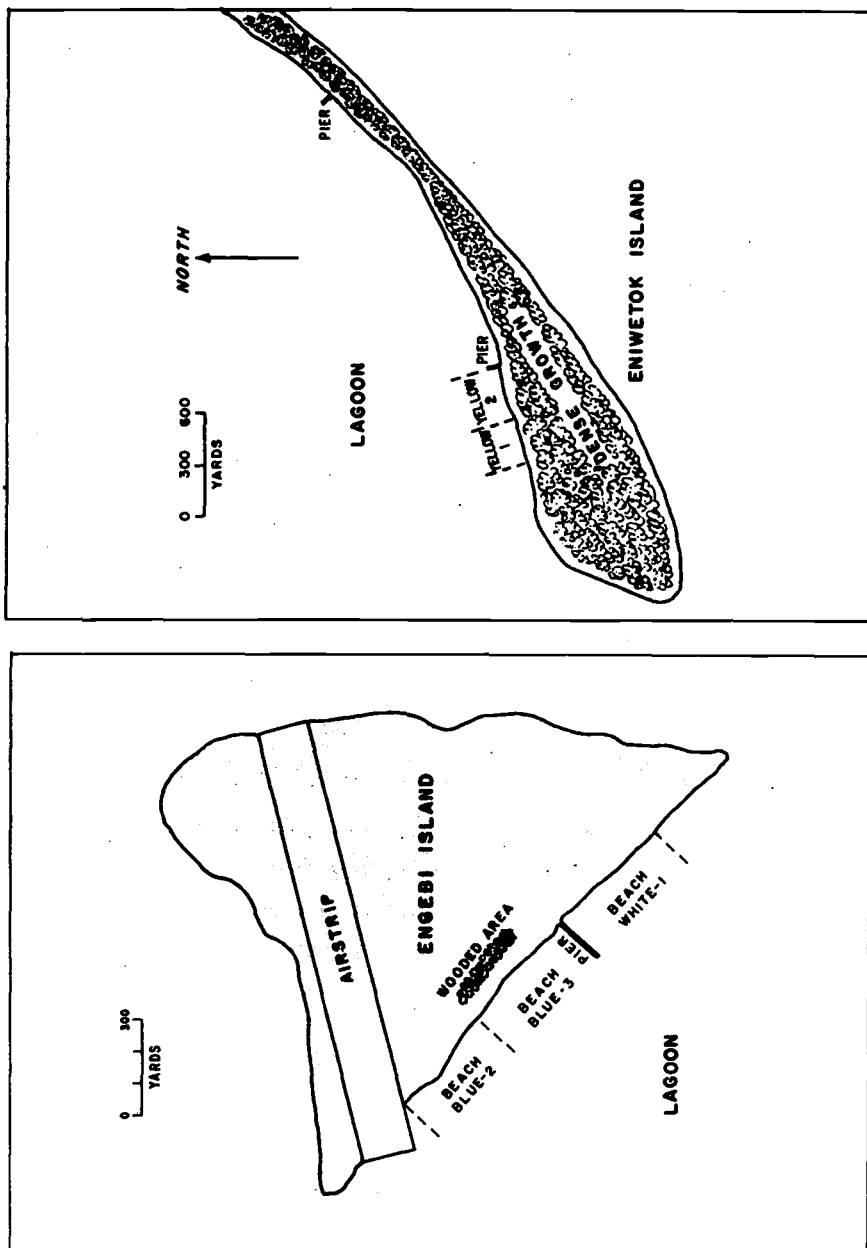 NORTH
0 300 600
YARDS
LAGOON
PIER
YELLOW
YELLOW
2
PIER
DENSE GROWTH
ENIWETOK ISLAND
0 300
YARDS
AIRSTRIP
ENGEBI ISLAND
WOODED AREA
BEACH
BLUE-2
BEACH
BLUE-3
PIER
BEACH
WHITE-1
LAGOON